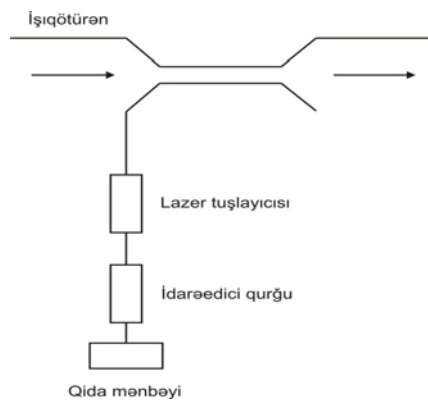 İşıqötürən
Lazer tuşlayıcısı
İdarəedici qurğu
Qida mənbəyi